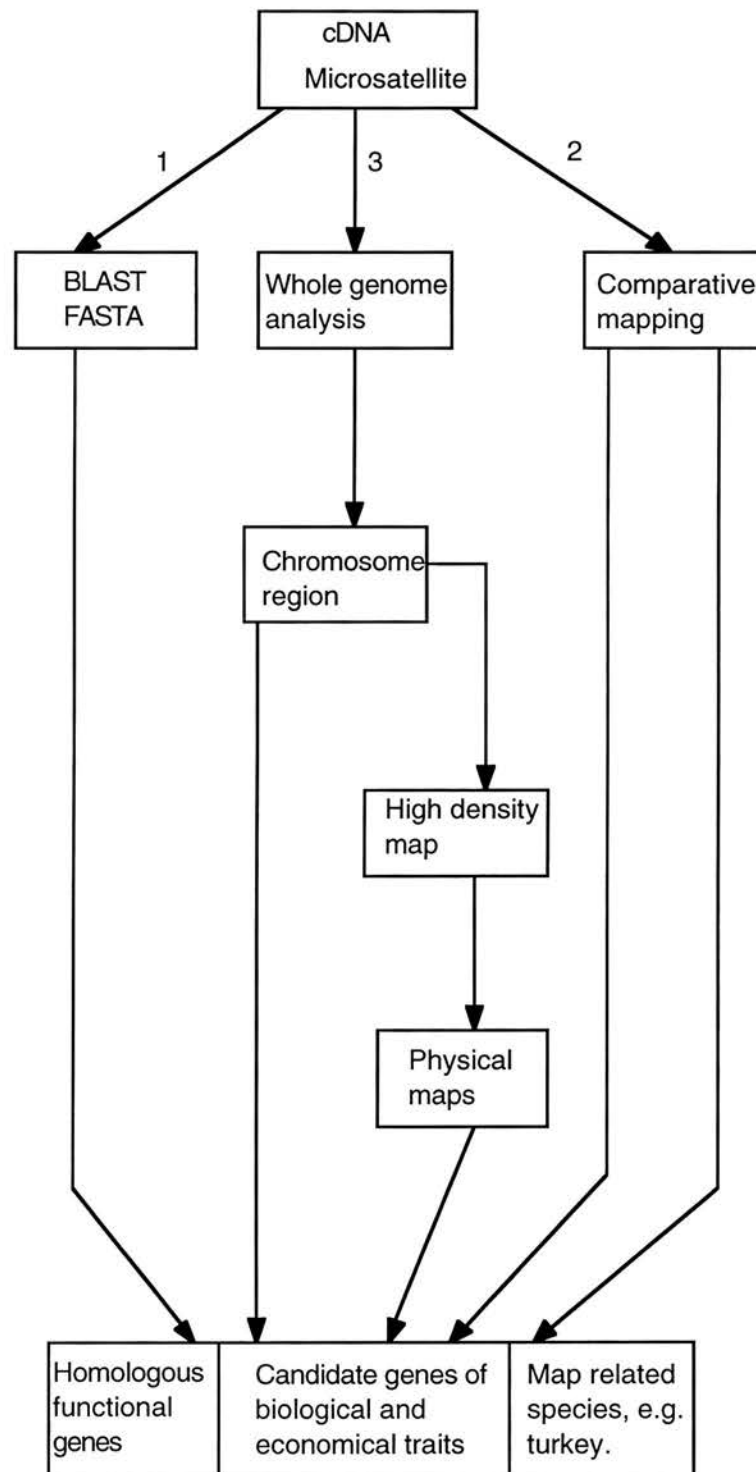 cDNA
Microsatellite
1
3
2
BLAST
FASTA
Whole genome
analysis
Comparative
mapping
Chromosome
region
High density
map
Physical
maps
Homologous
functional
genes
Candidate genes of
biological and
economical traits
Map related
species, e.g.
turkey.